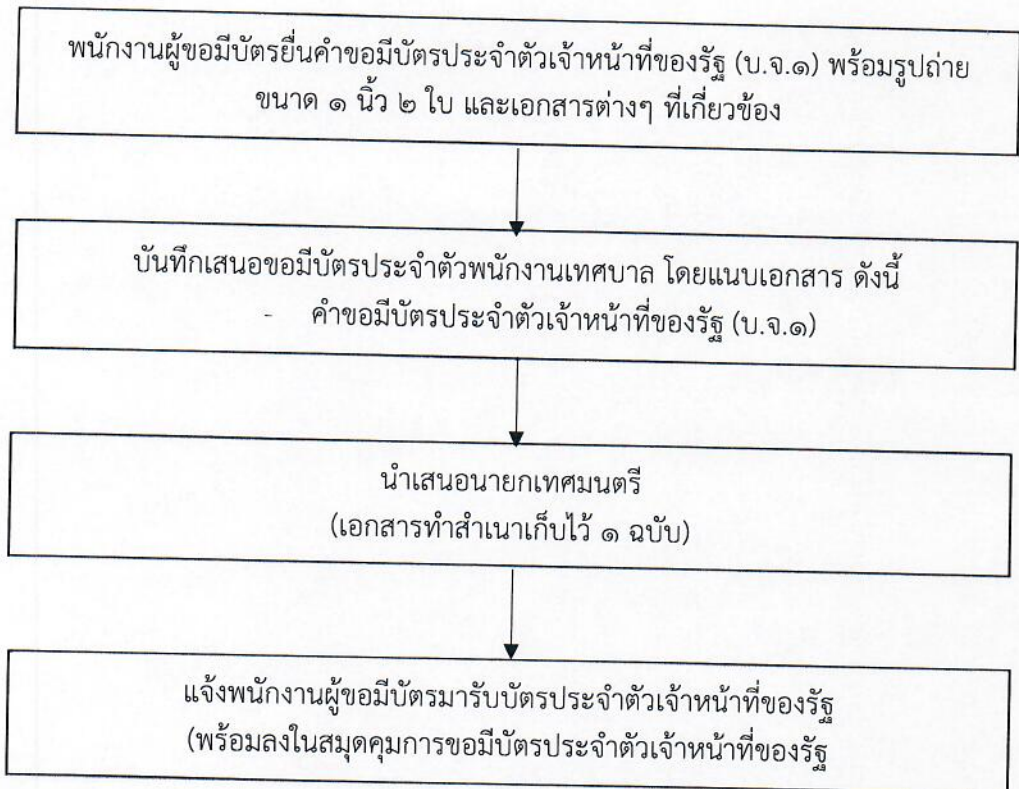 พนักงานผู้ขอมีบัตรยื่นคำขอมีบัตรประจำตัวเจ้าหน้าที่ของรัฐ (บ.จ.๑) พร้อมรูปถ่าย
ขนาด ๑ นิ้ว ๒ ใบ และเอกสารต่างๆ ที่เกี่ยวข้อง
บันทึกเสนอขอมีบัตรประจำตัวพนักงานเทศบาล โดยแนบเอกสาร ดังนี้
- คำขอมีบัตรประจำตัวเจ้าหน้าที่ของรัฐ (บ.จ.๑)
นำเสนอนายกเทศมนตรี
(เอกสารทำสำเนาเก็บไว้ ๑ ฉบับ)
แจ้งพนักงานผู้ขอมีบัตรมารับบัตรประจำตัวเจ้าหน้าที่ของรัฐ
(พร้อมลงในสมุดคุมการขอมีบัตรประจำตัวเจ้าหน้าที่ของรัฐ